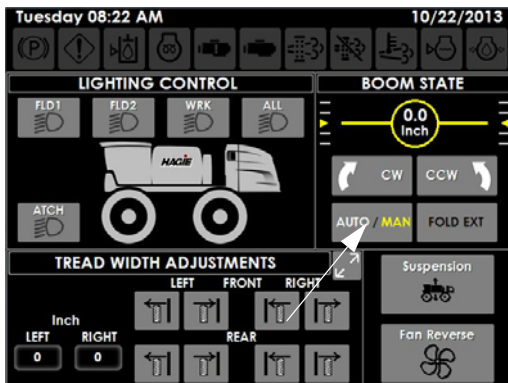 Tuesday 08:22 AM 10/22/2013
(P)
LIGHTING CONTROL
FLD1 FLD2 WRK ALL
HAGIE
ATCH
BOOM STATE
0.0
Inch
CW CCW
AUTO / MAN FOLD EXT
TREAD WIDTH ADJUSTMENTS
LEFT FRONT RIGHT
Inch
LEFT RIGHT
REAR
0 0
Suspension
Fan Reverse